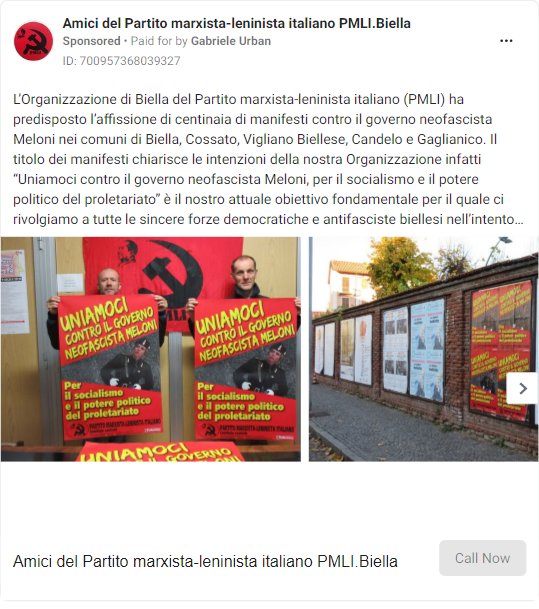 Amici del Partito marxista-leninista italiano PMLI.Biella
Sponsored • Paid for by Gabriele Urban
ID: 700957368039327
L'Organizzazione di Biella del Partito marxista-leninista italiano (PMLI) ha
predisposto l'affissione di centinaia di manifesti contro il governo neofascista
Meloni nei comuni di Biella, Cossato, Vigliano Biellese, Candelo e Gaglianico. Il
titolo dei manifesti chiarisce le intenzioni della nostra Organizzazione infatti
"Uniamoci contro il governo neofascista Meloni, per il socialismo e il potere
politico del proletariato" è il nostro attuale obiettivo fondamentale per il quale ci
rivolgiamo a tutte le sincere forze democratiche e antifasciste biellesi nell'intento...
UNIAMOCI
CONTRO IL GOVERNO
NEOFASCISTA MELONI
Per
il socialismo
e il potere politico
del proletariato
PARTITO MARXISTA-LENINISTA ITALIANO
UNIAMOCI
CONTRO IL GOVERNO
NEOFASCISTA MELONI
Per
il socialismo
e il potere politico
del proletariato
PARTITO MARXISTA-LENINISTA ITALIANO
UNIAMOCI
IL GOVERNO
Amici del Partito marxista-leninista italiano PMLI.Biella
Call Now